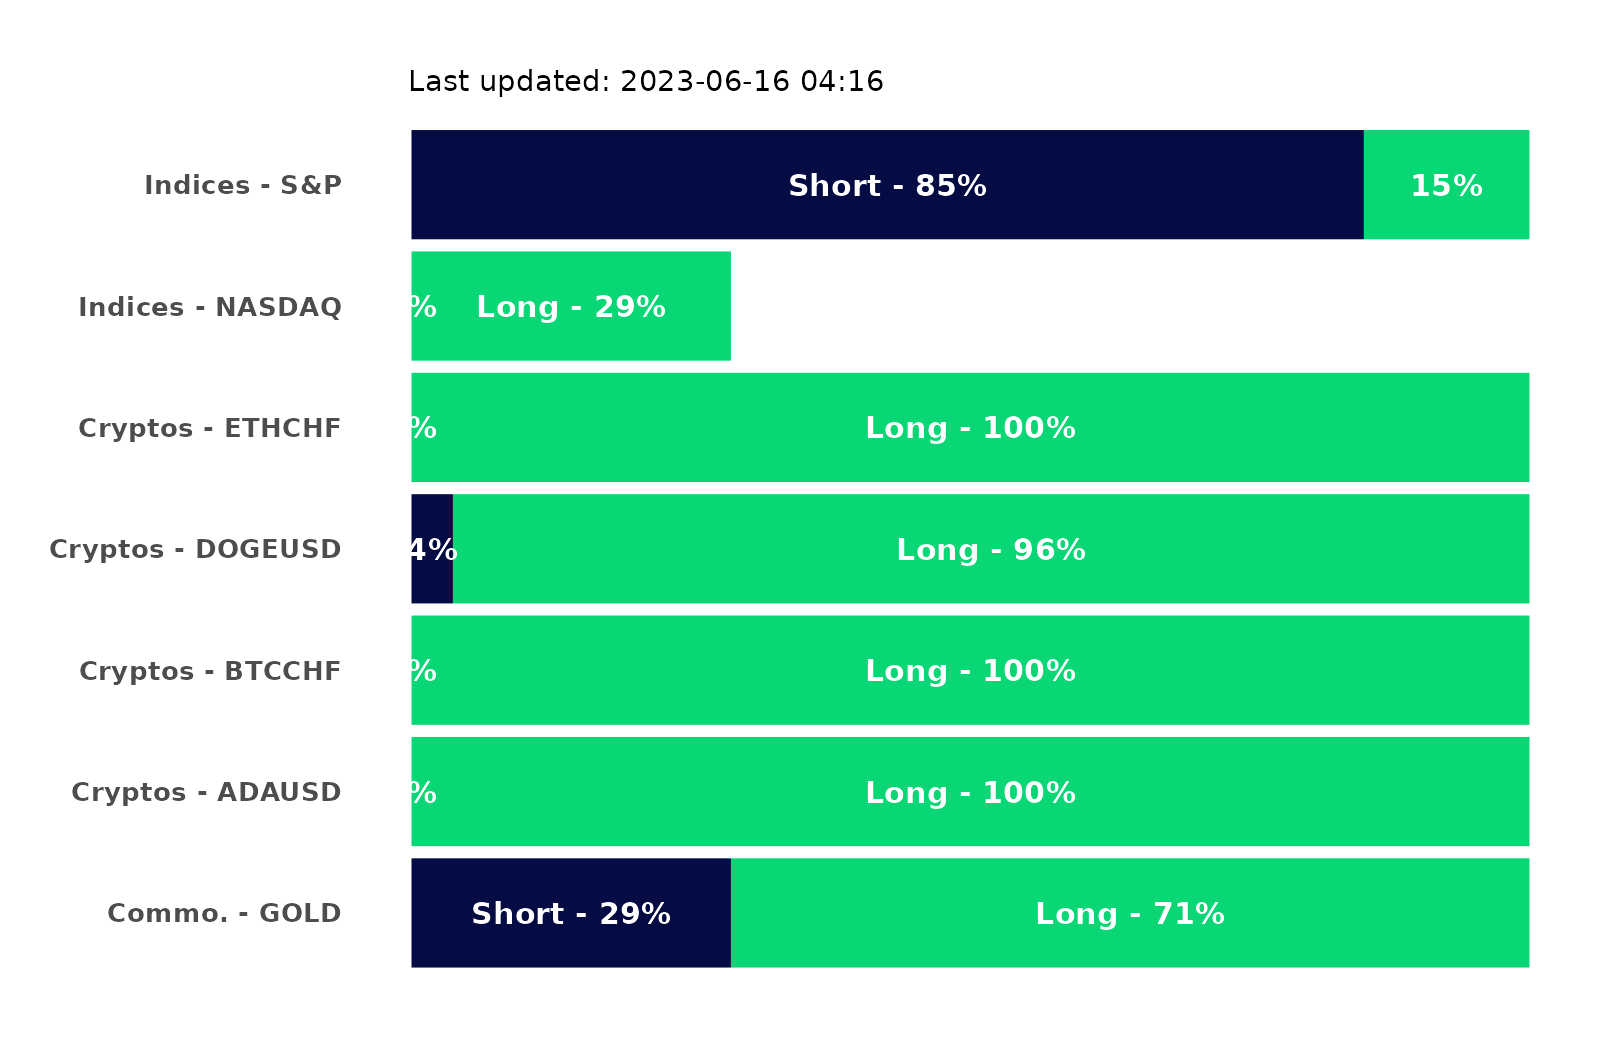 Last updated: 2023-06-16 04:16
Indices - S&P Short - 85% 15%
Indices - NASDAQ % Long - 29%
Cryptos - ETHCHF % Long - 100%
Cryptos - DOGEUSD 4% Long - 96%
Cryptos - BTCCHF % Long - 100%
Cryptos - ADAUSD % Long - 100%
Commo. - GOLD Short - 29% Long - 71%